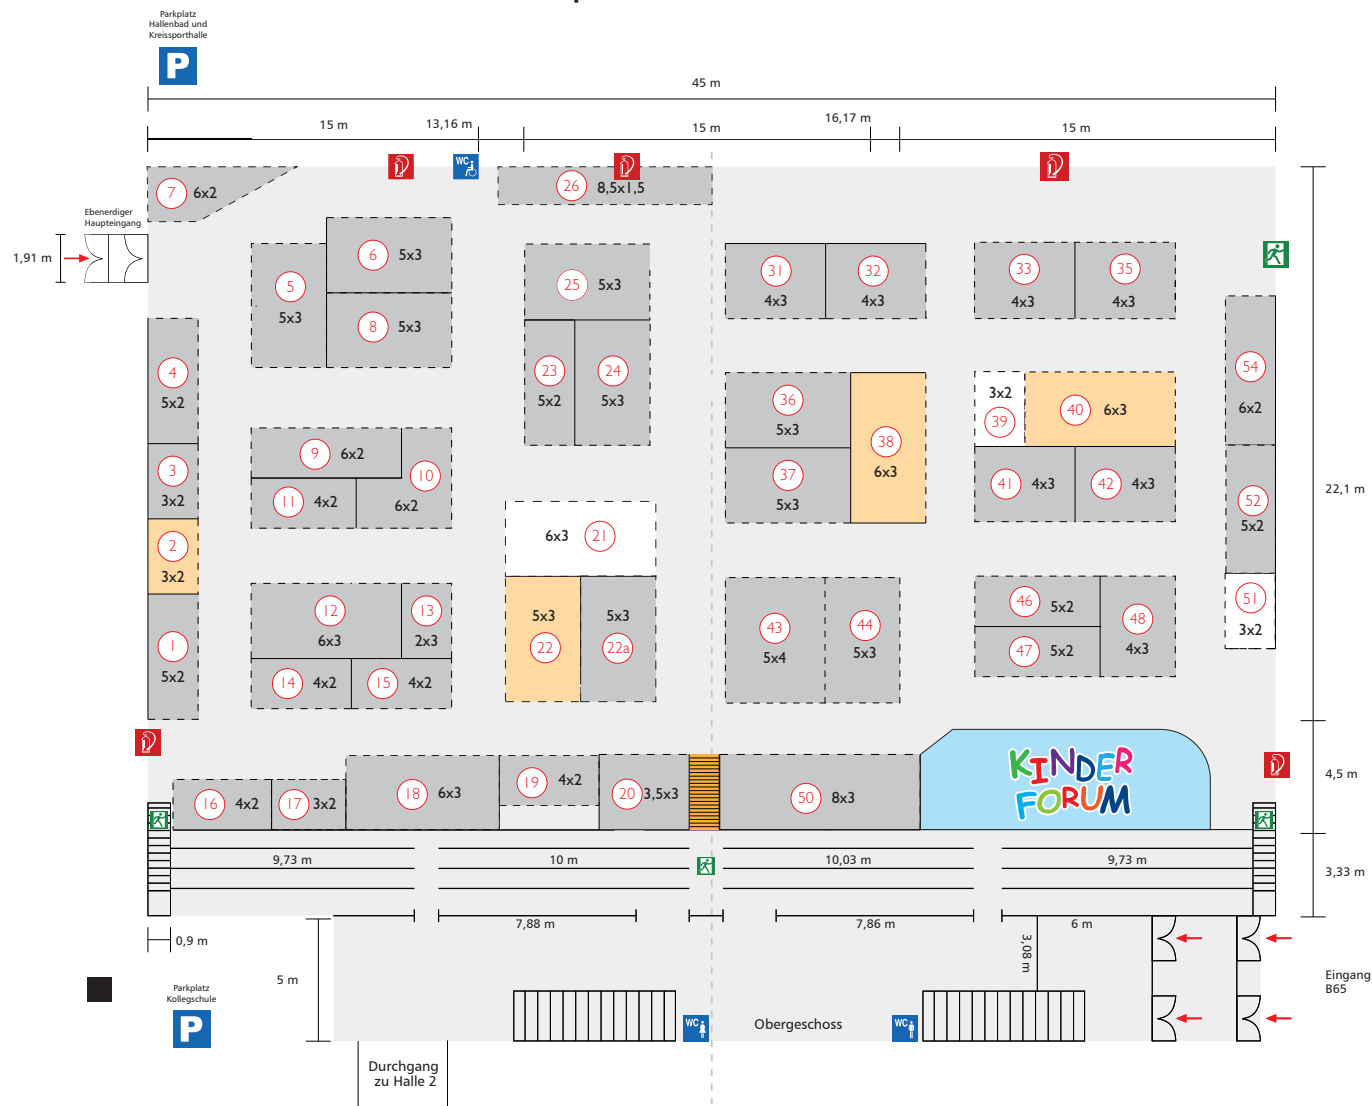 Parkplatz
Hallenbad und
Kreissporthalle
P
45 m
15 m
13,16 m
15 m
16,17 m
15 m
WC
7 6x2
26 8,5x1,5
Ebenerdiger
Haupteingang
1,91 m
6 5x3
5
5x3
8 5x3
25 5x3
31
4x3
32
4x3
33
4x3
35
4x3
4
5x2
23
5x2
24
5x3
36
5x3
38
6x3
3x2
39
40 6x3
54
6x2
9 6x2
10
6x2
11 4x2
3
3x2
37
5x3
41 4x3
42 4x3
52
5x2
22,1 m
2
3x2
6x3 21
1
5x2
12
6x3
13
2x3
14 4x2
15 4x2
5x3
22
5x3
22a
43
5x4
44
5x3
46 5x2
47 5x2
48
4x3
51
3x2
16 4x2
17 3x2
18 6x3
19 4x2
20 3,5x3
50 8x3
KINDER
FORUM
4,5 m
9,73 m
10 m
10,03 m
9,73 m
3,33 m
7,88 m
7,86 m
6 m
0,9 m
3,08 m
5 m
Parkplatz
Kollegschule
P
WC
Obergeschoss
WC
Eingang
B65
Durchgang
zu Halle 2